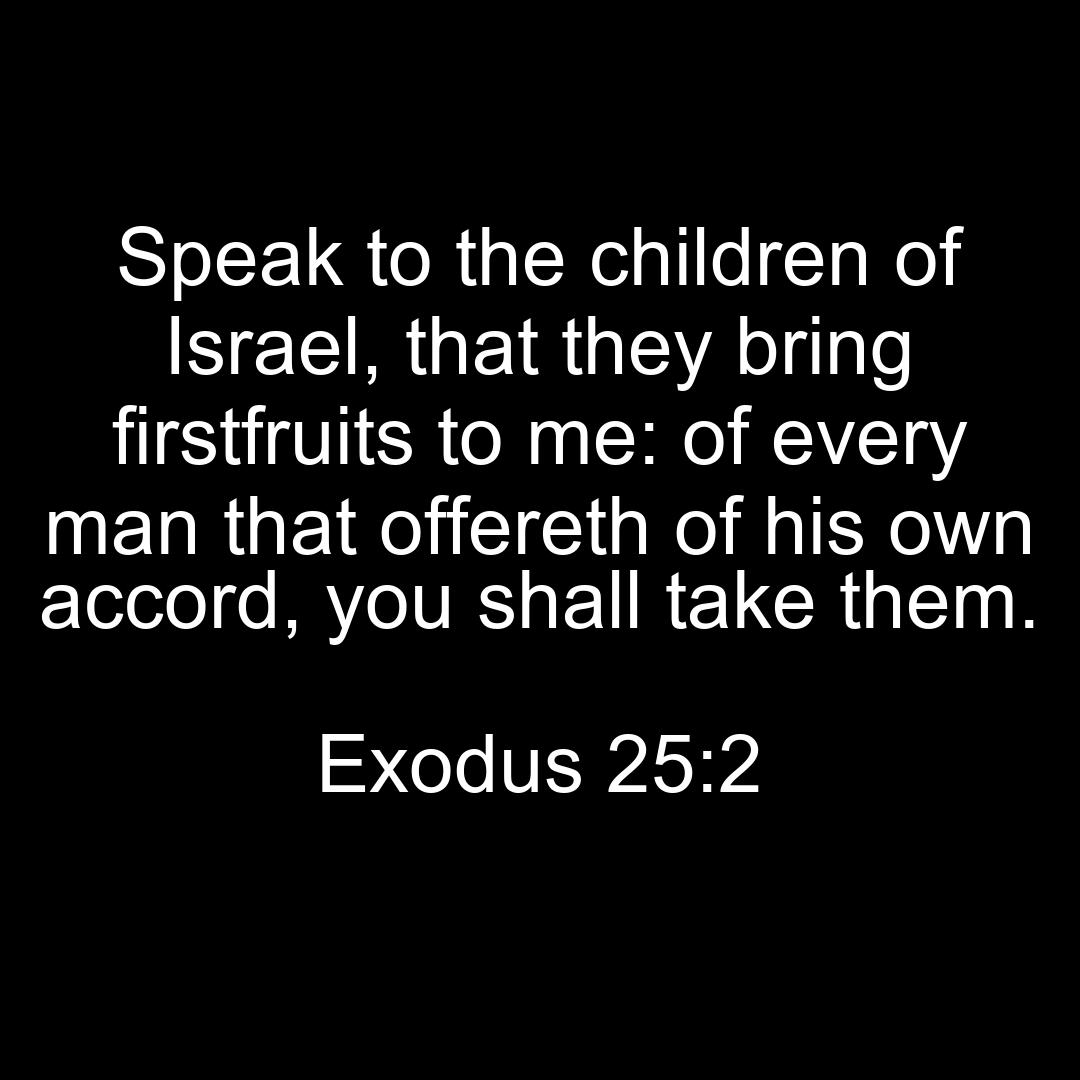 Speak to the children of
Israel, that they bring
firstfruits to me: of every
man that offereth of his own
accord, you shall take them.
Exodus 25:2